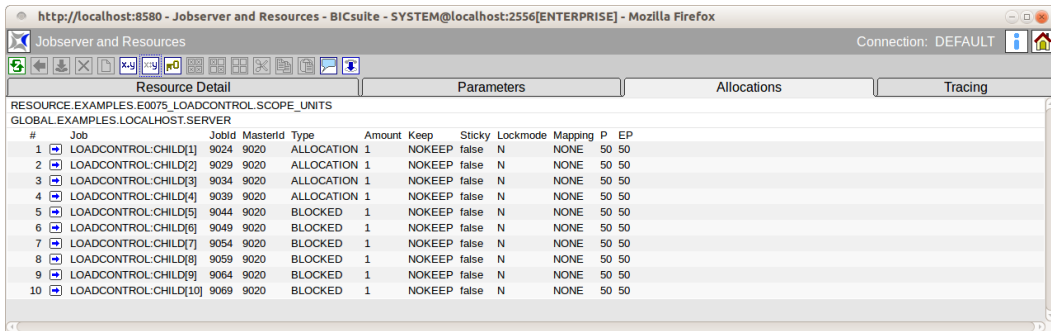 http://localhost:8580 - Jobserver and Resources - BICsuite - SYSTEM@localhost:2556[ENTERPRISE] - Mozilla Firefox
Jobserver and Resources Connection: DEFAULT
Resource Detail Parameters Allocations Tracing
RESOURCE.EXAMPLES.E0075_LOADCONTROL.SCOPE_UNITS
GLOBAL.EXAMPLES.LOCALHOST.SERVER
# Job JobId MasterId Type Amount Keep Sticky Lockmode Mapping P EP
1 LOADCONTROL:CHILD[1] 9024 9020 ALLOCATION 1 NOKEEP false N NONE 50 50
2 LOADCONTROL:CHILD[2] 9029 9020 ALLOCATION 1 NOKEEP false N NONE 50 50
3 LOADCONTROL:CHILD[3] 9034 9020 ALLOCATION 1 NOKEEP false N NONE 50 50
4 LOADCONTROL:CHILD[4] 9039 9020 ALLOCATION 1 NOKEEP false N NONE 50 50
5 LOADCONTROL:CHILD[5] 9044 9020 BLOCKED 1 NOKEEP false N NONE 50 50
6 LOADCONTROL:CHILD[6] 9049 9020 BLOCKED 1 NOKEEP false N NONE 50 50
7 LOADCONTROL:CHILD[7] 9054 9020 BLOCKED 1 NOKEEP false N NONE 50 50
8 LOADCONTROL:CHILD[8] 9059 9020 BLOCKED 1 NOKEEP false N NONE 50 50
9 LOADCONTROL:CHILD[9] 9064 9020 BLOCKED 1 NOKEEP false N NONE 50 50
10 LOADCONTROL:CHILD[10] 9069 9020 BLOCKED 1 NOKEEP false N NONE 50 50